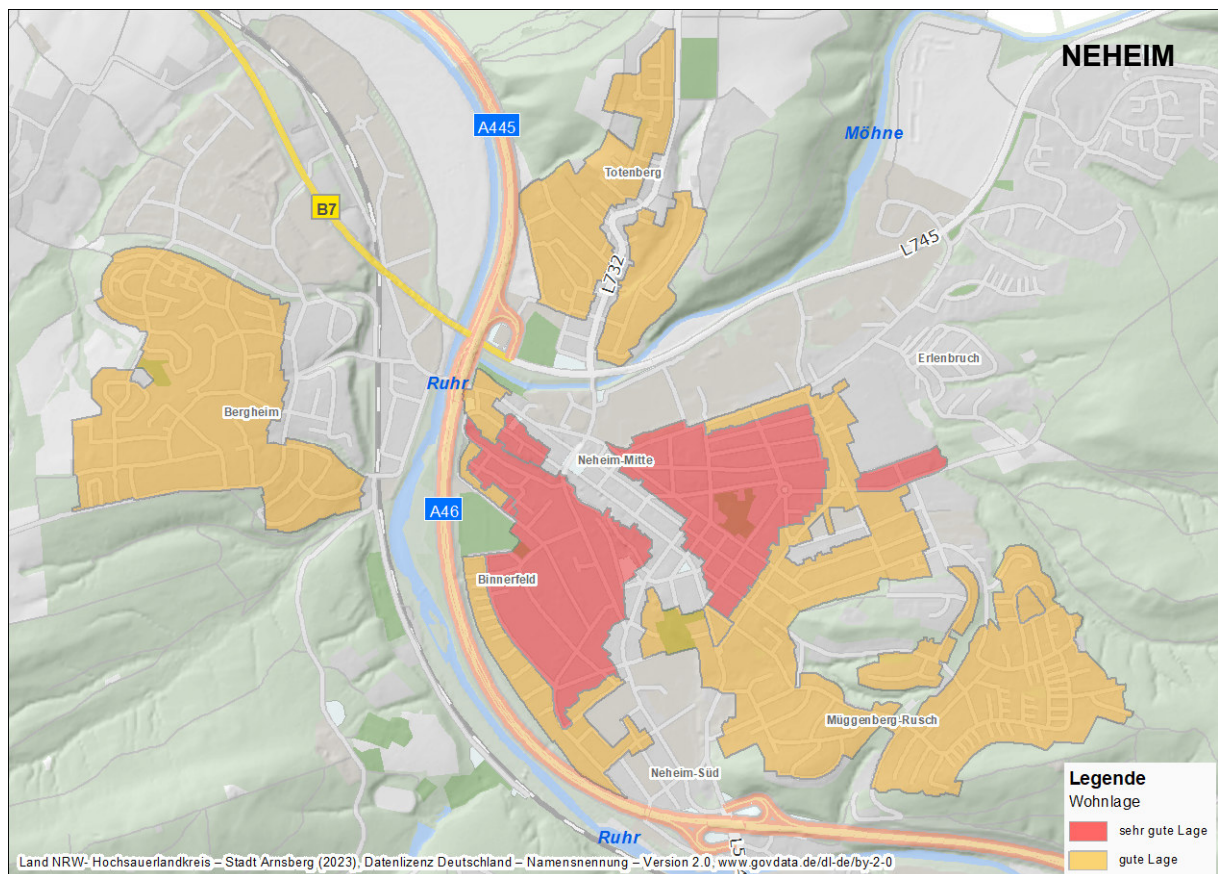 NEHEIM
A445
Möhne
Totenberg
B7
L745
L732
Erlenbruch
Ruhr
Bergheim
Neheim-Mitte
A46
Binnerfeld
Müggenberg-Rusch
Neheim-Süd
Ruhr
Legende
Wohnlage
sehr gute Lage
gute Lage
Land NRW- Hochsauerlandkreis – Stadt Arnsberg (2023), Datenlizenz Deutschland – Namensnennung – Version 2.0, www.govdata.de/dl-de/by-2-0